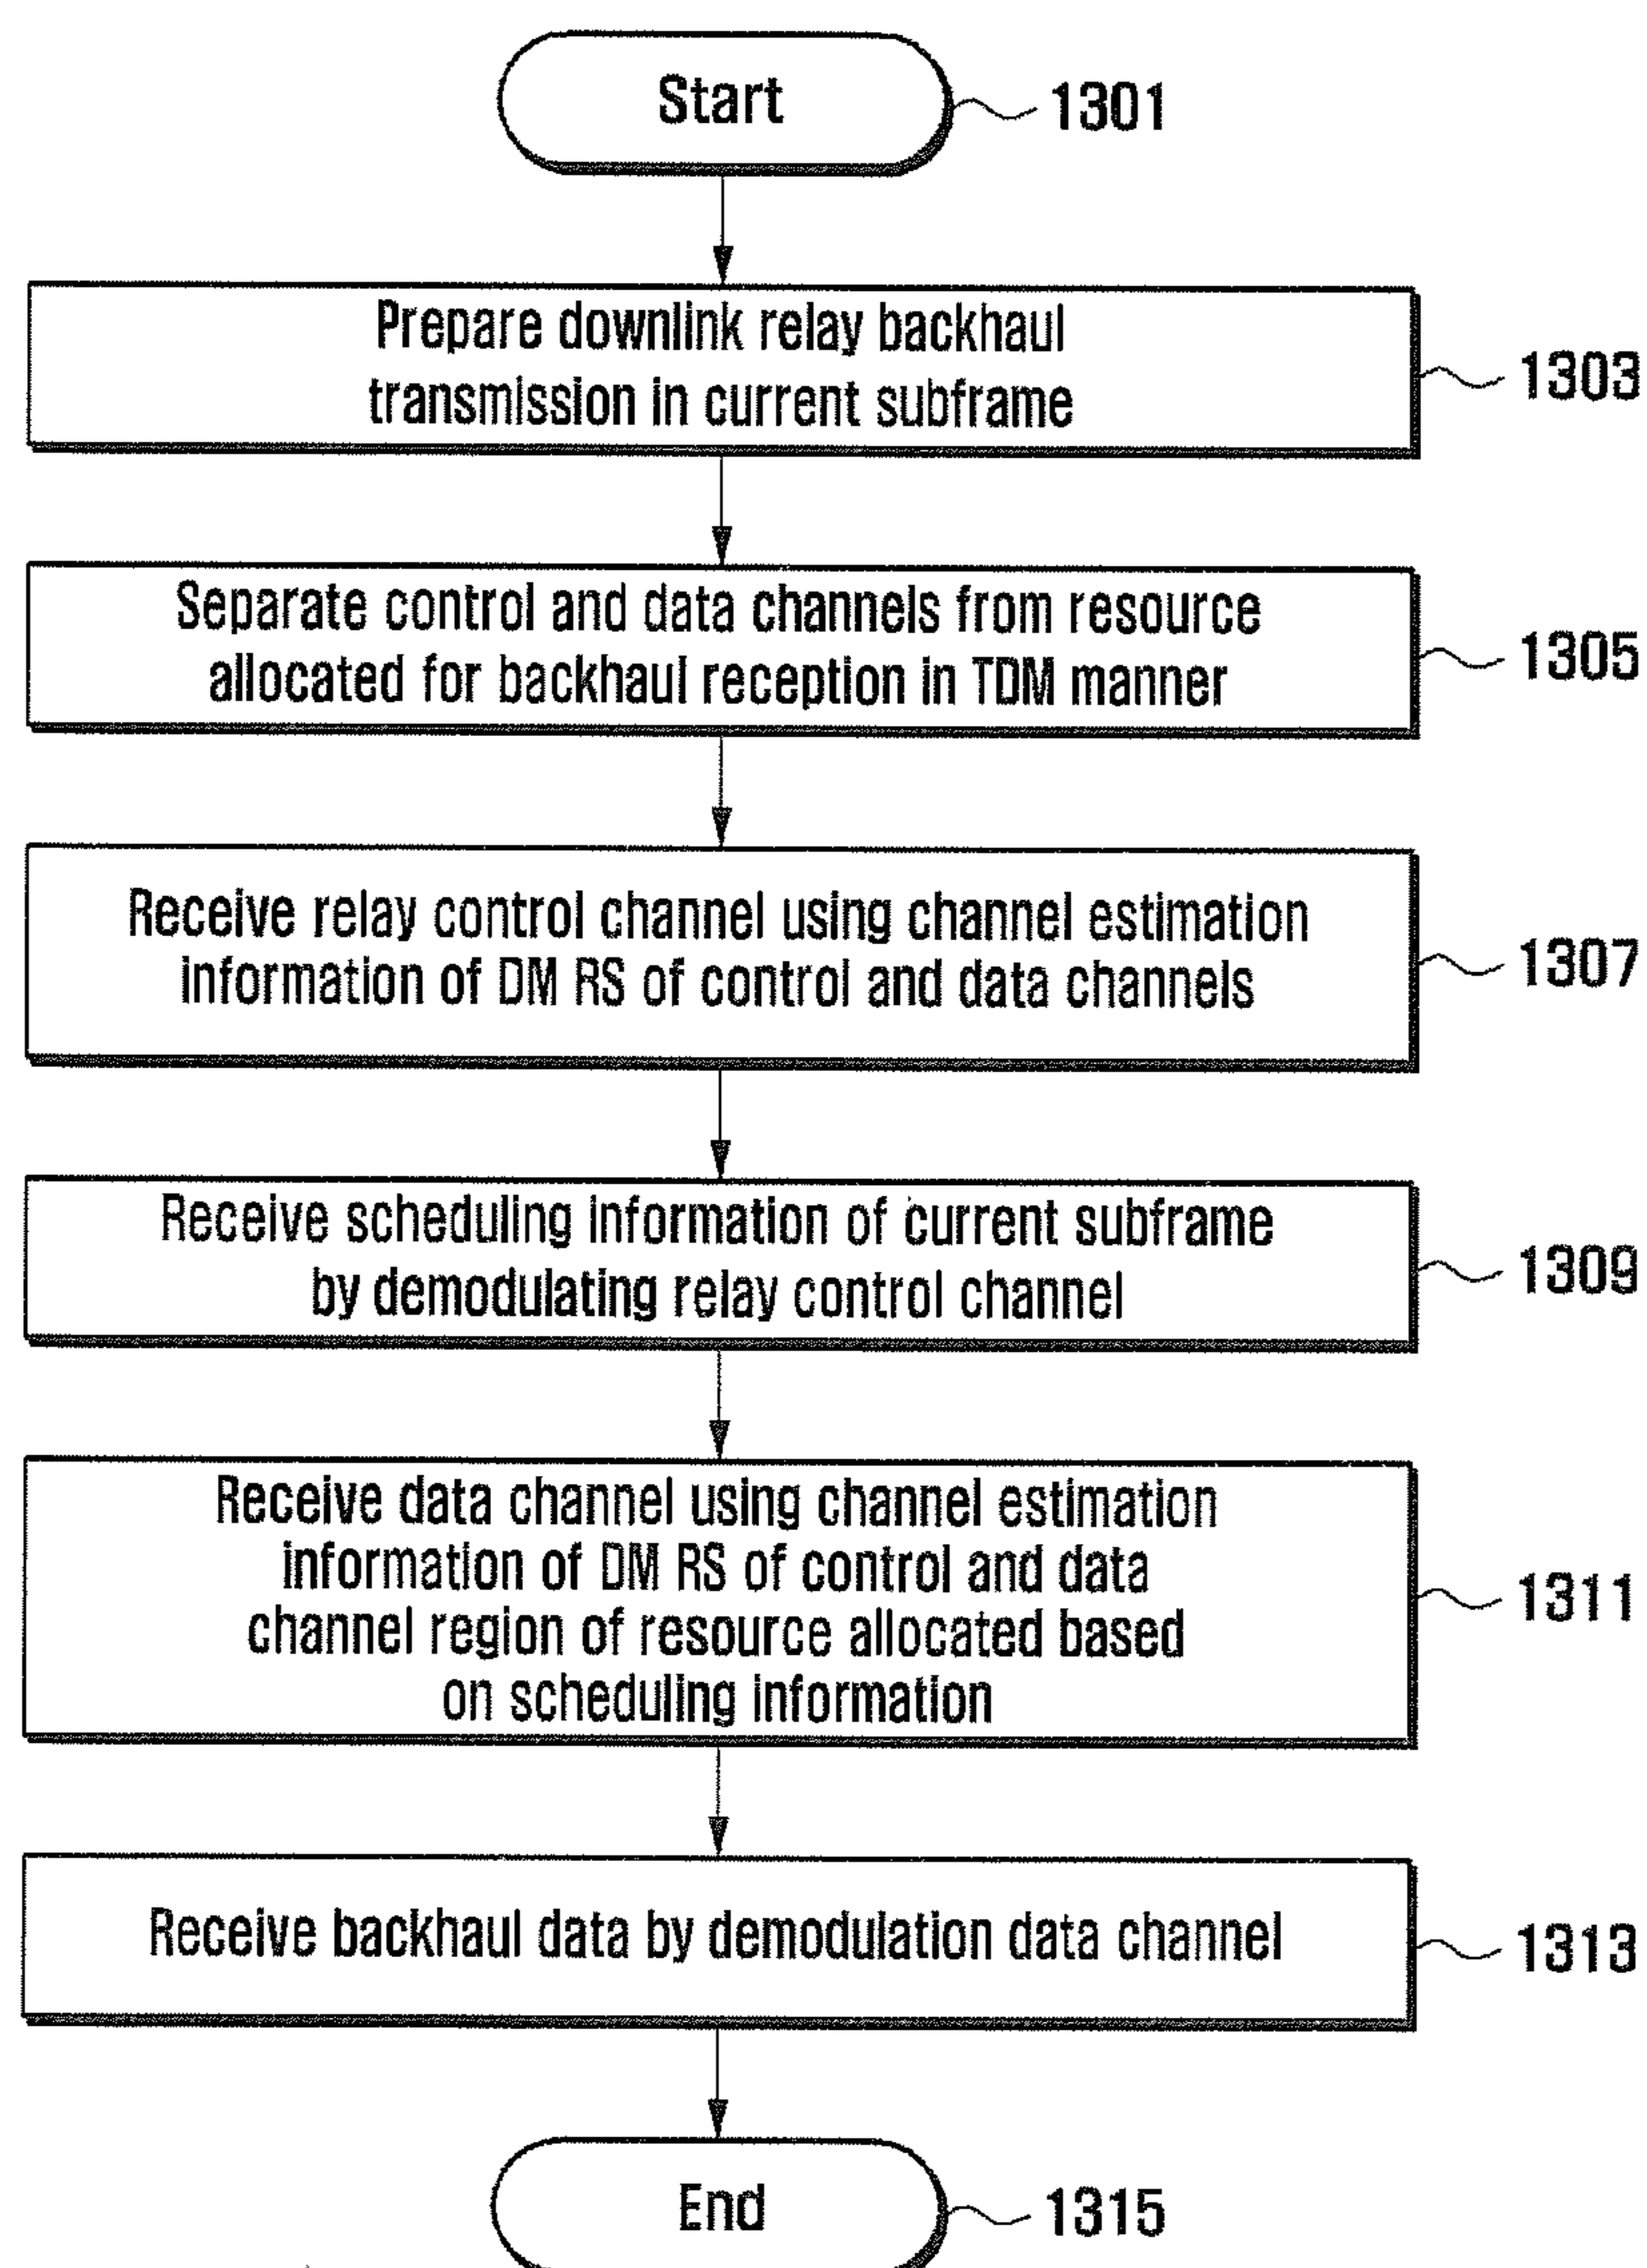 Start
1301
Prepare downlink relay backhaul
transmission in current subframe
1303
Separate control and data channels from resource
allocated for backhaul reception in TDM manner
1305
Receive relay control channel using channel estimation
information of DM RS of control and data channels
1307
Receive scheduling information of current subframe
by demodulating relay control channel
1309
Receive data channel using channel estimation
information of DM RS of control and data
channel region of resource allocated based
on scheduling information
1311
Receive backhaul data by demodulation data channel
1313
End
1315